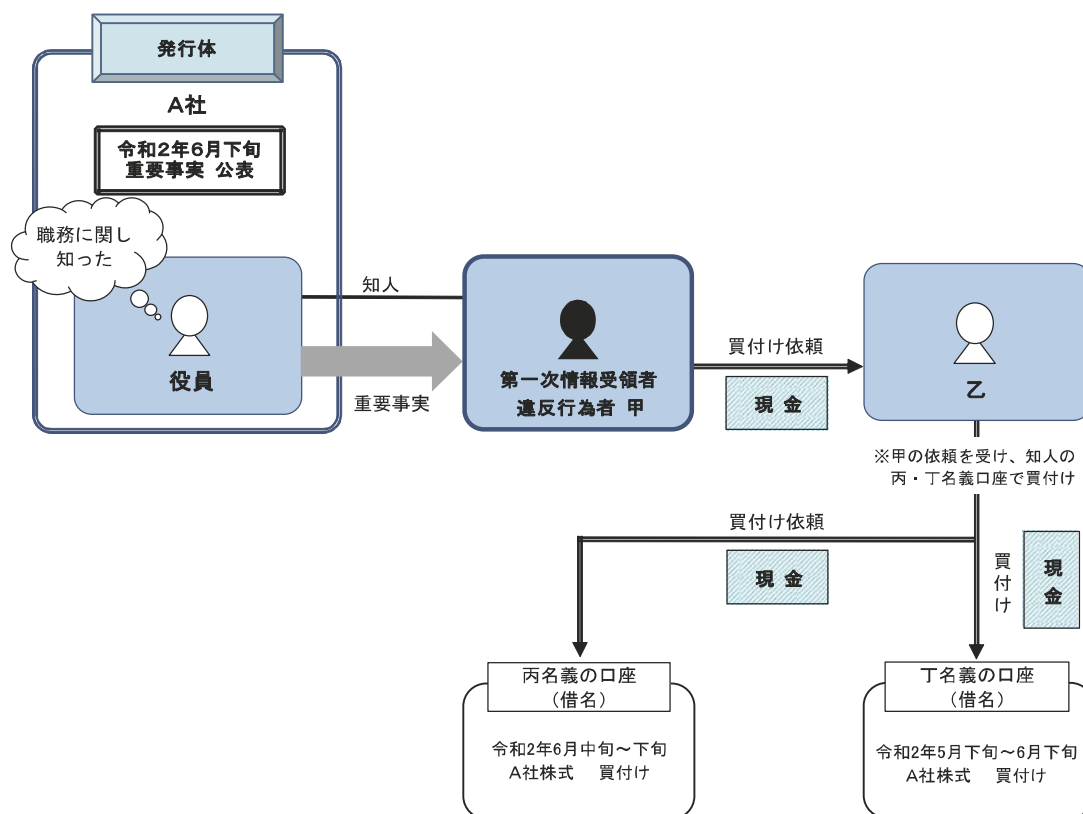 発行体
A社
令和2年6月下旬
重要事実 公表
職務に関し
知った
役員
知人
重要事実
第一次情報受領者
違反行為者 甲
買付け依頼
現 金
乙
※甲の依頼を受け、知人の
丙・丁名義口座で買付け
買付け依頼
現 金
買付け
現金
丙名義の口座
（借名）
令和2年6月中旬～下旬
A社株式　買付け
丁名義の口座
（借名）
令和2年5月下旬～6月下旬
A社株式　買付け